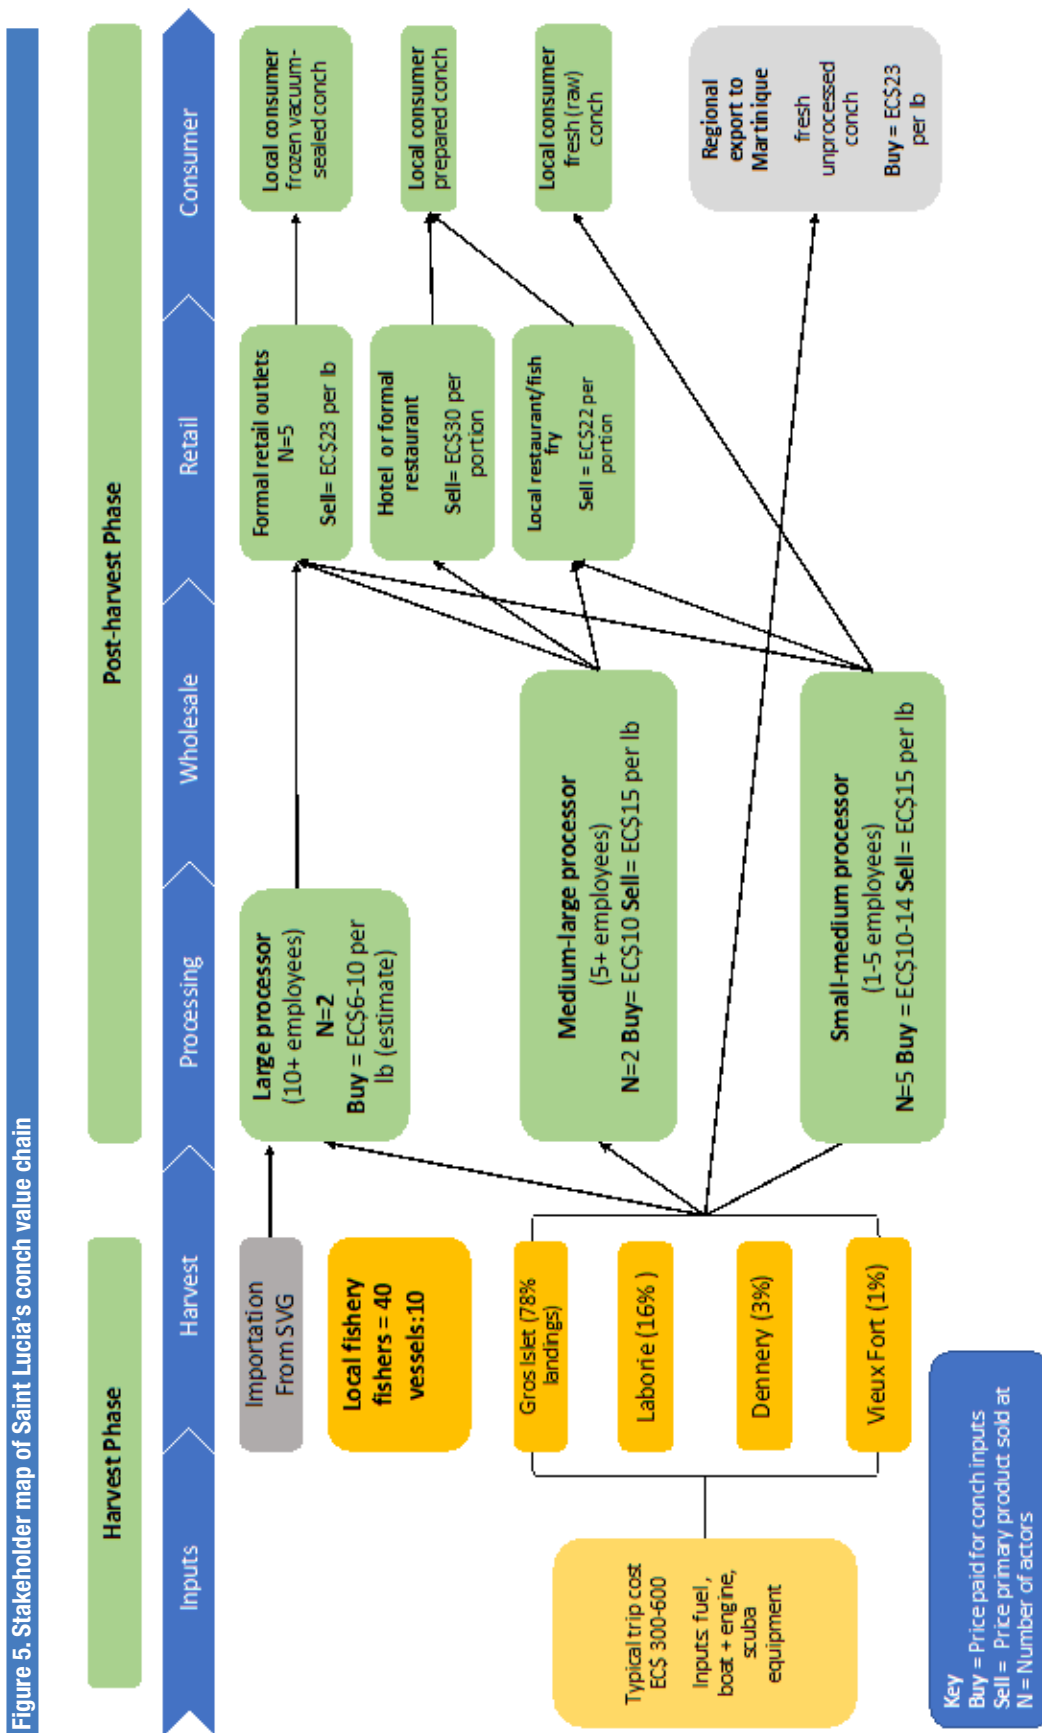 Figure 5. Stakeholder map of Saint Lucia's conch value chain
Harvest Phase
Post-harvest Phase
Inputs
Harvest
Processing
Wholesale
Retail
Consumer
Typical trip cost
EC$ 300-600
Inputs: fuel,
boat + engine,
scuba
equipment
Importation
From SVG
Local fishery
fishers = 40
vessels:10
Gros Islet (78%
landings)
Laborie (16% )
Dennery (3%)
Vieux Fort (1%)
Large processor
(10+ employees)
N=2
Buy = EC$6-10 per
lb (estimate)
Medium-large processor
(5+ employees)
N=2 Buy= EC$10 Sell= EC$15 per lb
Small-medium processor
(1-5 employees)
N=5 Buy = EC$10-14 Sell= EC$15 per lb
Formal retail outlets
N=5
Sell= EC$23 per lb
Hotel or formal
restaurant
Sell= EC$30 per
portion
Local restaurant/fish
fry
Sell = EC$22 per
portion
Local consumer
frozen vacuum-
sealed conch
Local consumer
prepared conch
Local consumer
fresh (raw)
conch
Regional
export to
Martinique
fresh
unprocessed
conch
Buy = EC$23
per lb
Key
Buy = Price paid for conch inputs
Sell = Price primary product sold at
N = Number of actors